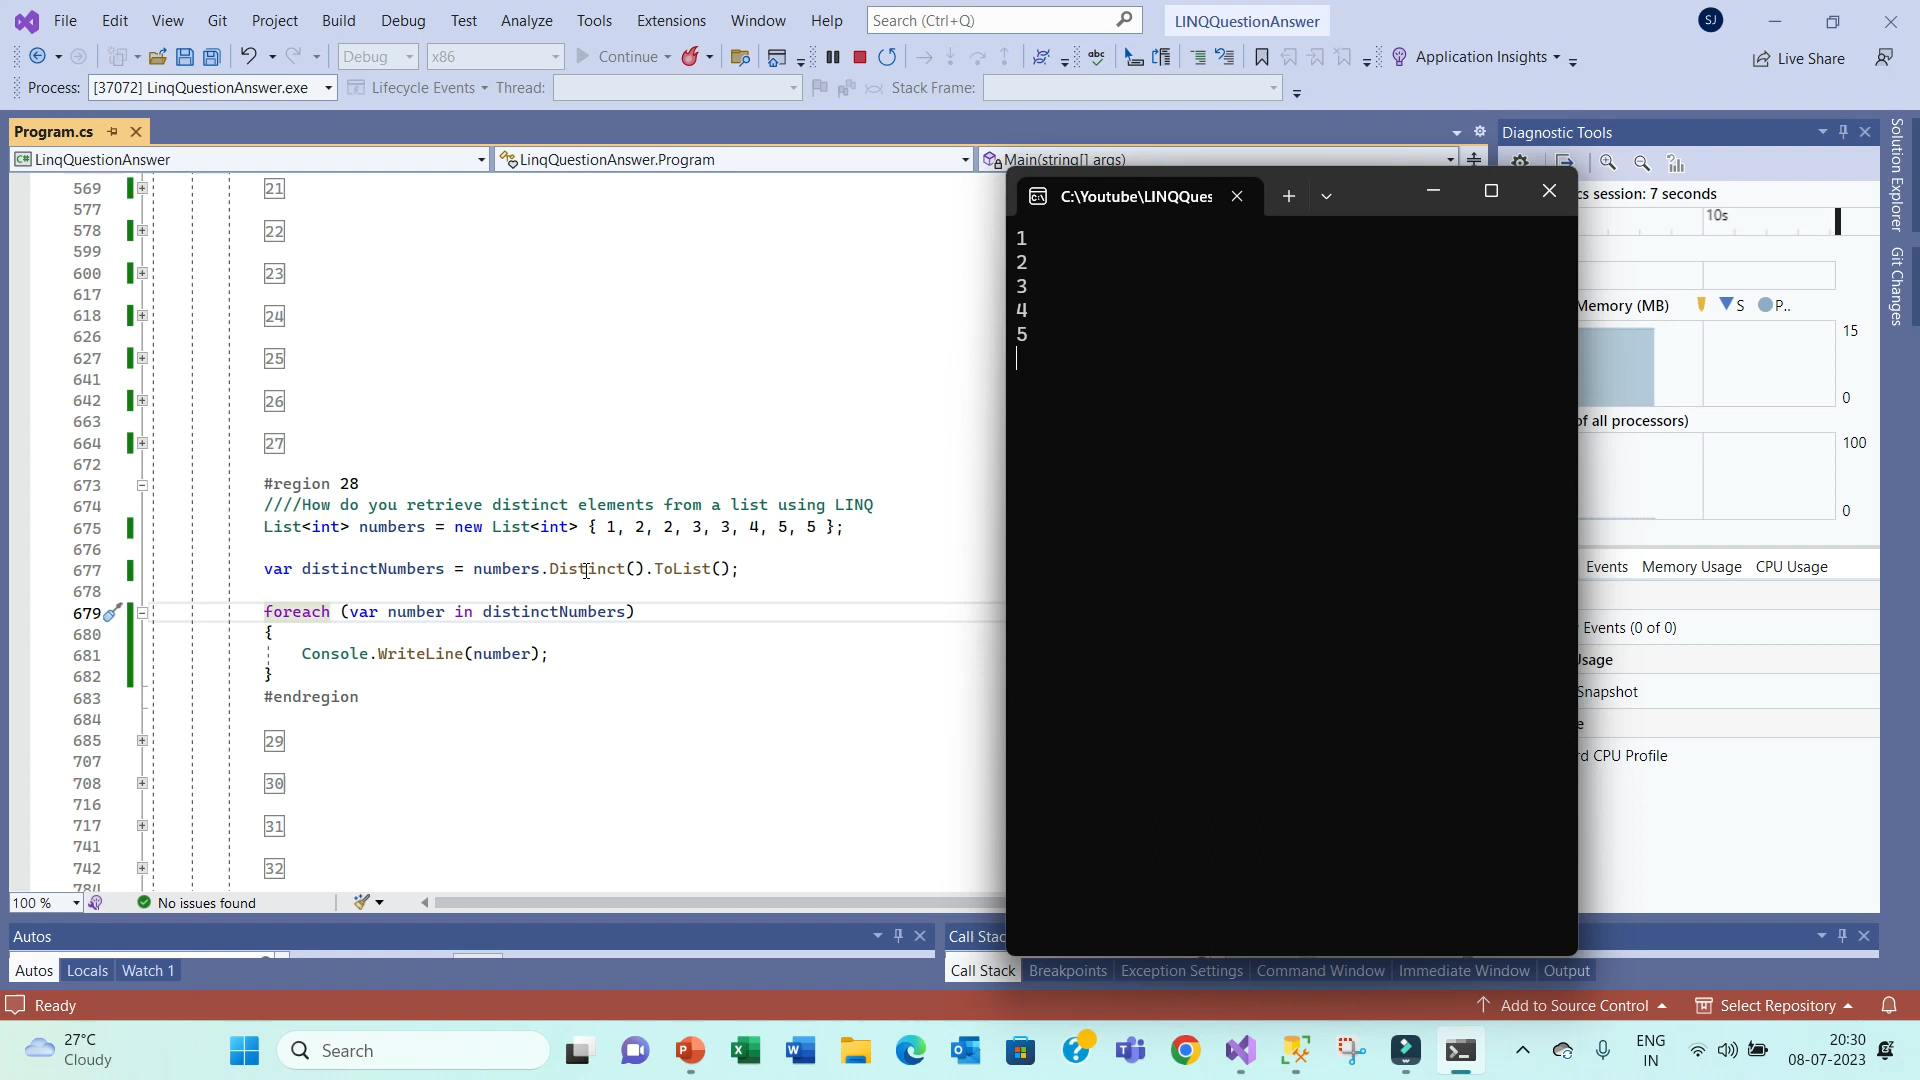 File Edit View Git Project Build Debug Test Analyze Tools Extensions Window Help Search (Ctrl+Q) LINQQuestionAnswer SJ
Debug x86 Continue Application Insights Live Share
Process: [37072] LinqQuestionAnswer.exe Lifecycle Events Thread: Stack Frame:
Program.cs
LinqQuestionAnswer LinqQuestionAnswer.Program Main(string[] args)
569 21
577
578 22
599
600 23
617
618 24
626
627 25
641
642 26
663
664 27
672
673 #region 28
674 ////How do you retrieve distinct elements from a list using LINQ
675 List<int> numbers = new List<int> { 1, 2, 2, 3, 3, 4, 5, 5 };
676
677 var distinctNumbers = numbers.Distinct().ToList();
678
679 foreach (var number in distinctNumbers)
680 {
681 Console.WriteLine(number);
682 }
683 #endregion
684
685 29
707
708 30
716
717 31
741
742 32
784
100 % No issues found
C:\Youtube\LINQQues
1
2
3
4
5
Diagnostic Tools
cs session: 7 seconds
10s
Memory (MB) S P..
15
0
of all processors)
100
0
Events Memory Usage CPU Usage
Events (0 of 0)
Usage
Snapshot
e
rd CPU Profile
Solution Explorer
Git Changes
Autos
Autos Locals Watch 1
Call Stac
Call Stack Breakpoints Exception Settings Command Window Immediate Window Output
Ready Add to Source Control Select Repository
27°C
Cloudy
Search
ENG
IN
20:30
08-07-2023